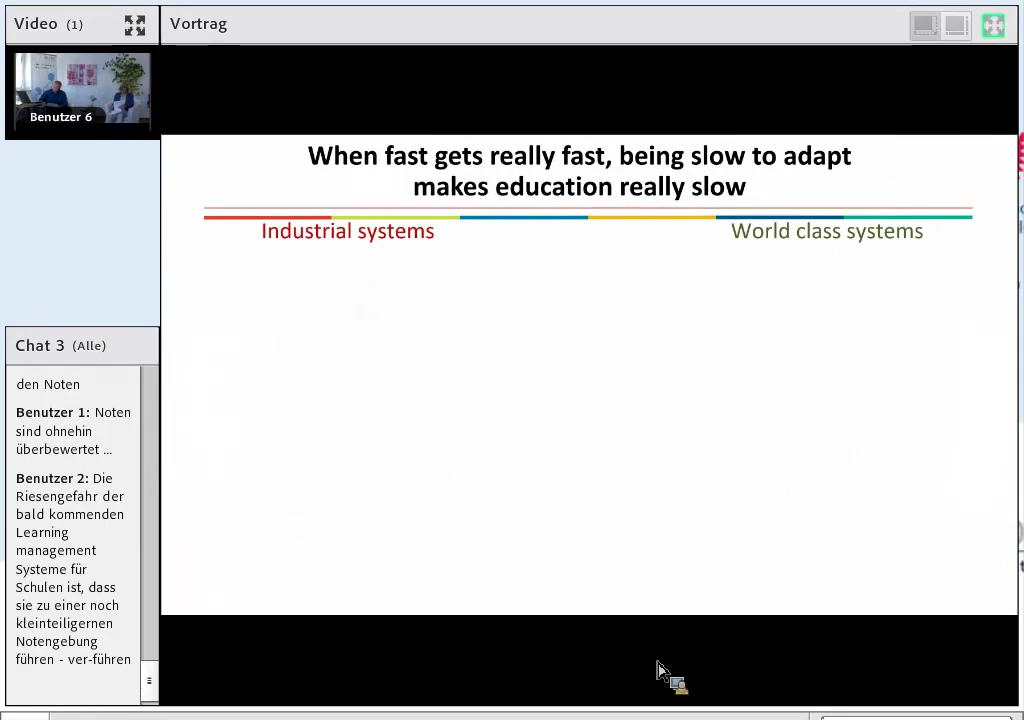 Video (1)
Vortrag
Benutzer 6
When fast gets really fast, being slow to adapt
makes education really slow
Industrial systems
World class systems
Chat 3 (Alle)
den Noten
Benutzer 1: Noten
sind ohnehin
überbewertet ...
Benutzer 2: Die
Riesengefahr der
bald kommenden
Learning
management
Systeme für
Schulen ist, dass
sie zu einer noch
kleinteiligernen
Notengebung
führen - ver-führen